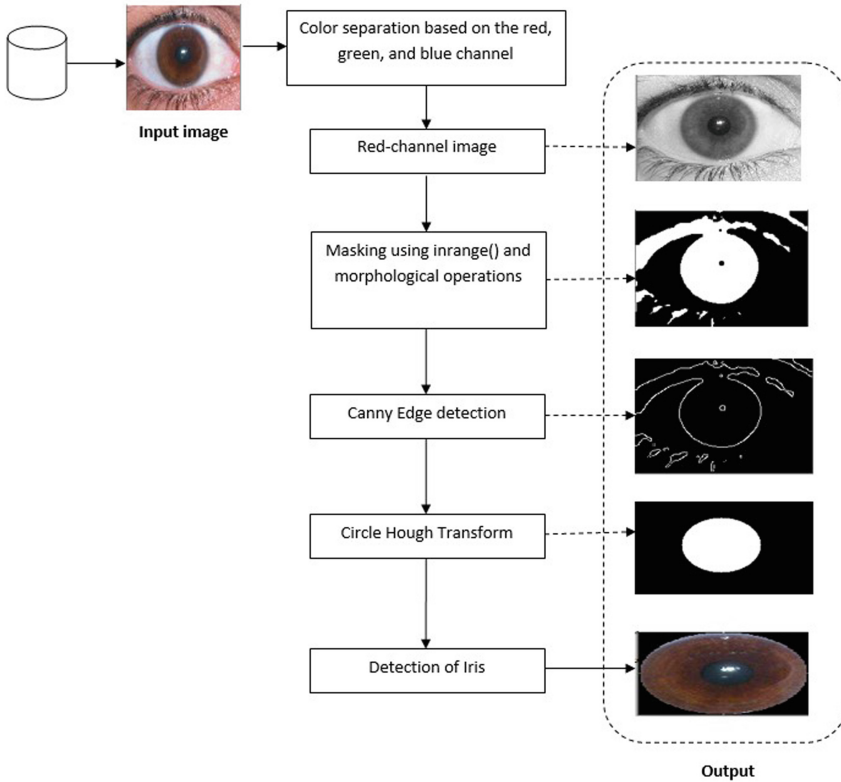 Color separation based on the red,
green, and blue channel
Input image
Red-channel image
Masking using inrange() and
morphological operations
Canny Edge detection
Circle Hough Transform
Detection of Iris
Output